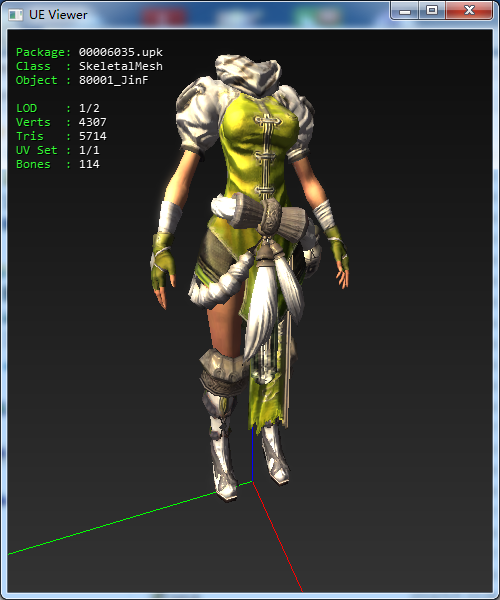 UE Viewer
Package: 00006035.upk
Class : SkeletalMesh
Object : 80001_JinF
LOD : 1/2
Verts : 4307
Tris : 5714
UV Set : 1/1
Bones : 114